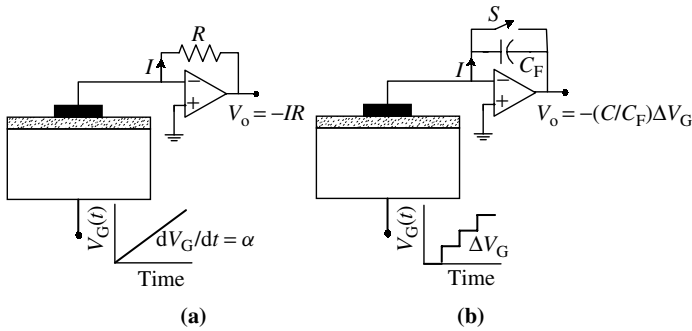 R
I
−
+
V_o = −IR
V_G(t)
dV_G/dt = α
Time
(a)
S
C_F
I
−
+
V_o = −(C/C_F)ΔV_G
V_G(t)
ΔV_G
Time
(b)